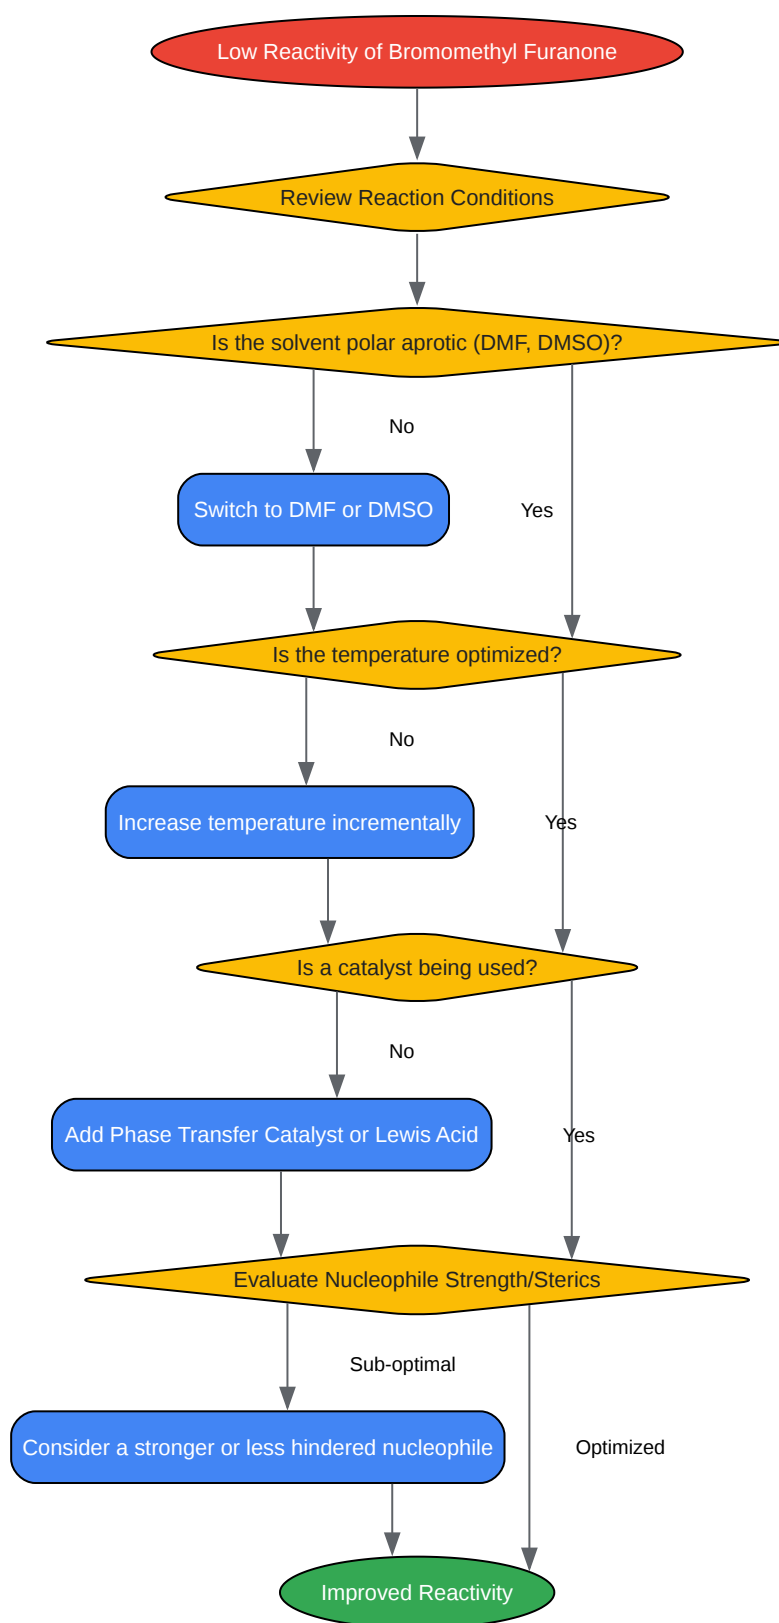 Low Reactivity of Bromomethyl Furanone
Review Reaction Conditions
Is the solvent polar aprotic (DMF, DMSO)?
No
Switch to DMF or DMSO
Yes
Is the temperature optimized?
No
Increase temperature incrementally
Yes
Is a catalyst being used?
No
Add Phase Transfer Catalyst or Lewis Acid
Yes
Evaluate Nucleophile Strength/Sterics
Sub-optimal
Consider a stronger or less hindered nucleophile
Optimized
Improved Reactivity